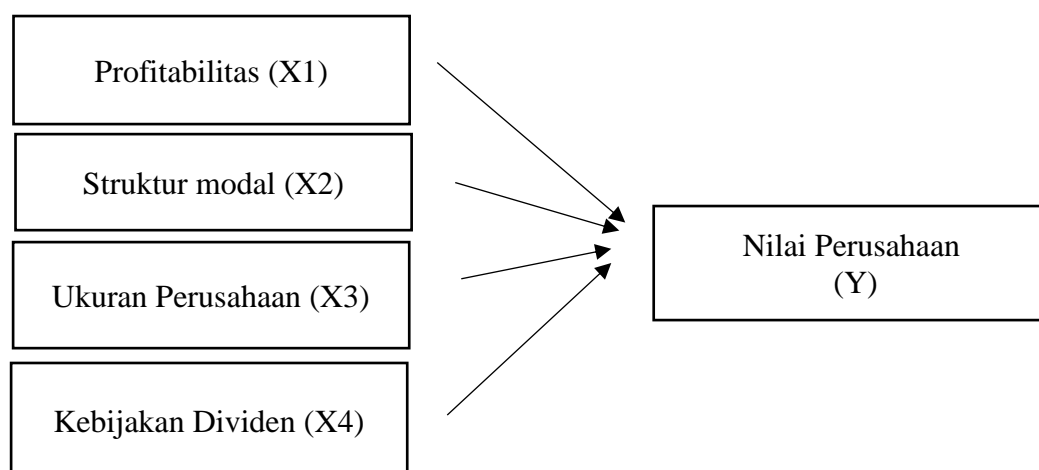 Profitabilitas (X1)
Struktur modal (X2)
Ukuran Perusahaan (X3)
Kebijakan Dividen (X4)
Nilai Perusahaan
(Y)